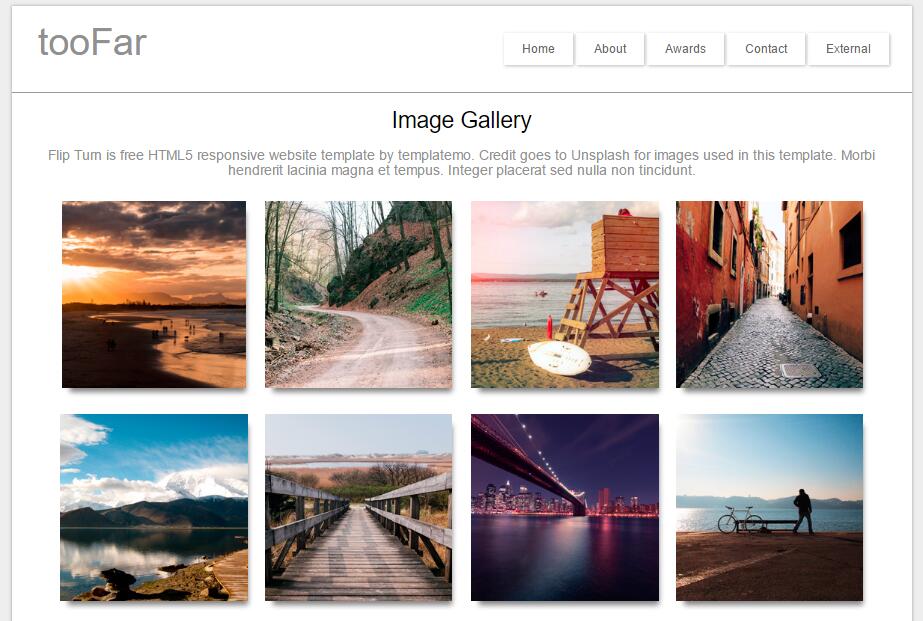 tooFar
Home About Awards Contact External
Image Gallery
Flip Turn is free HTML5 responsive website template by templatemo. Credit goes to Unsplash for images used in this template. Morbi
hendrerit lacinia magna et tempus. Integer placerat sed nulla non tincidunt.